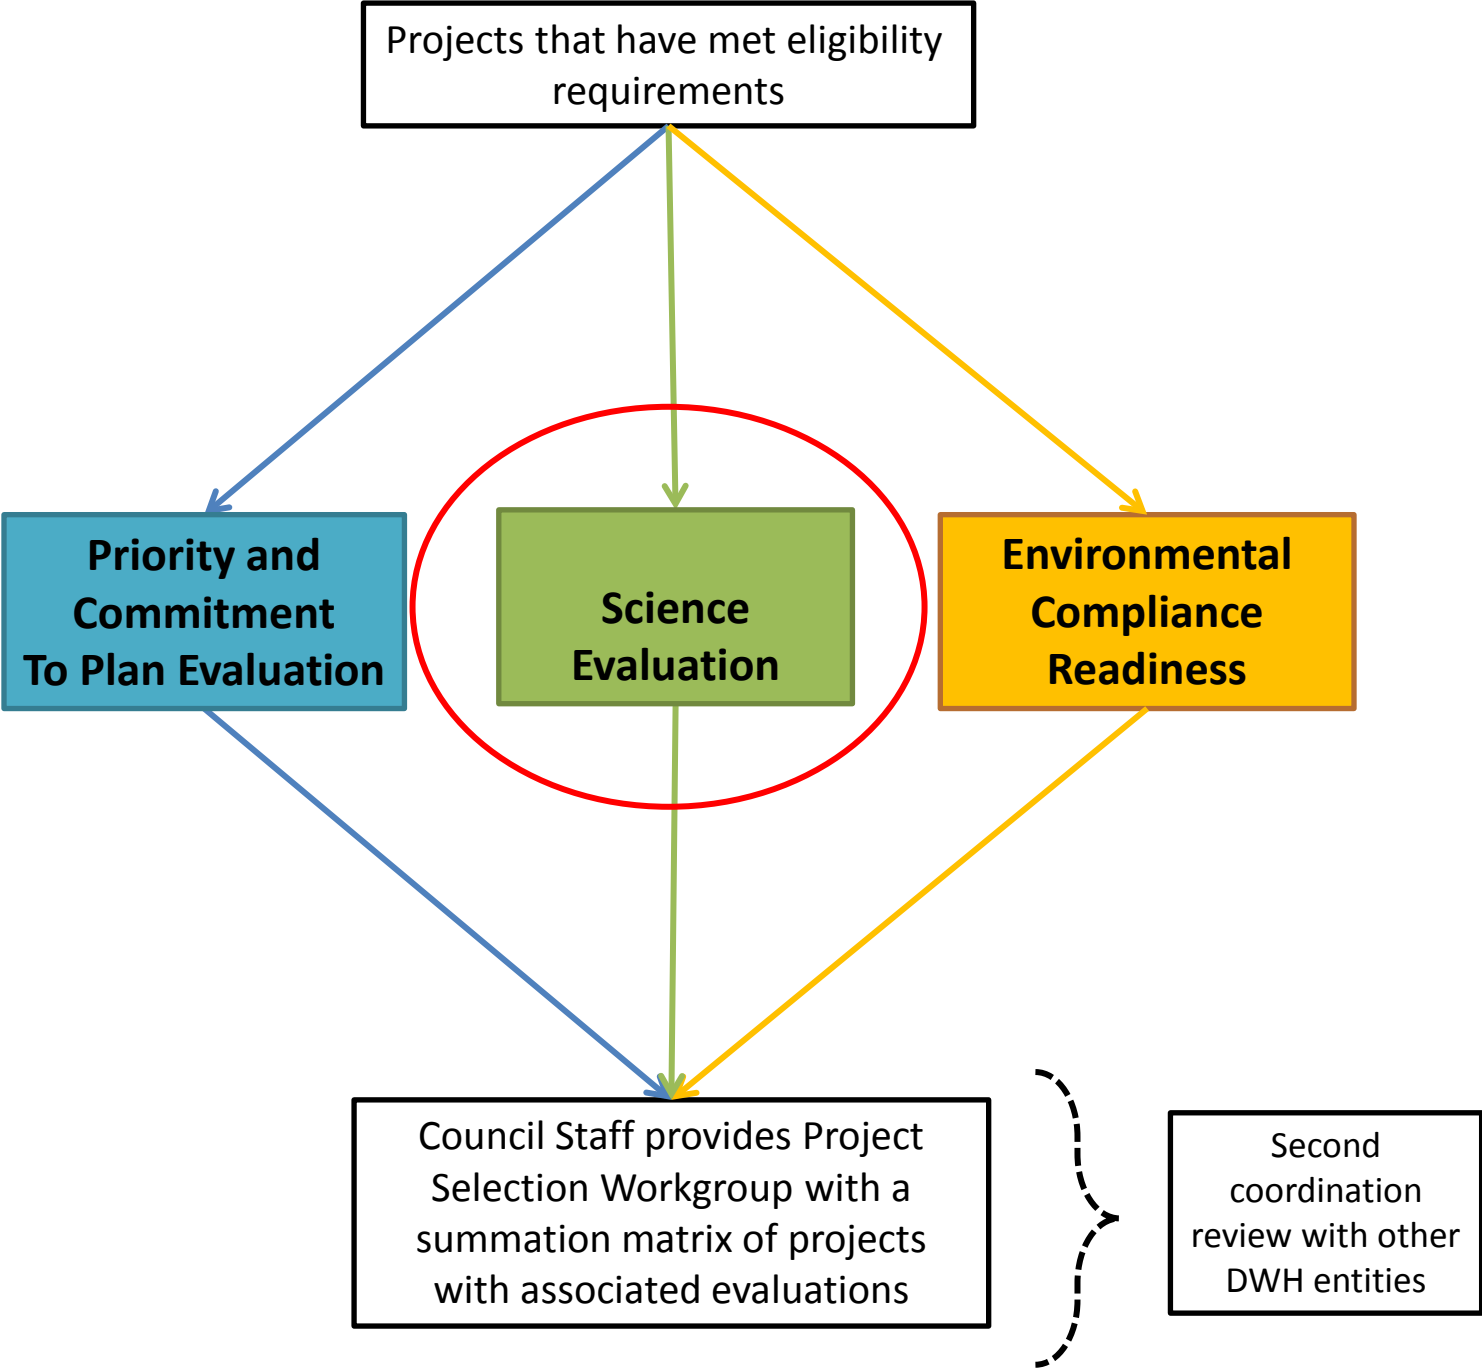 Projects that have met eligibility
requirements
Priority and
Commitment
To Plan Evaluation
Science
Evaluation
Environmental
Compliance
Readiness
Council Staff provides Project
Selection Workgroup with a
summation matrix of projects
with associated evaluations
Second
coordination
review with other
DWH entities